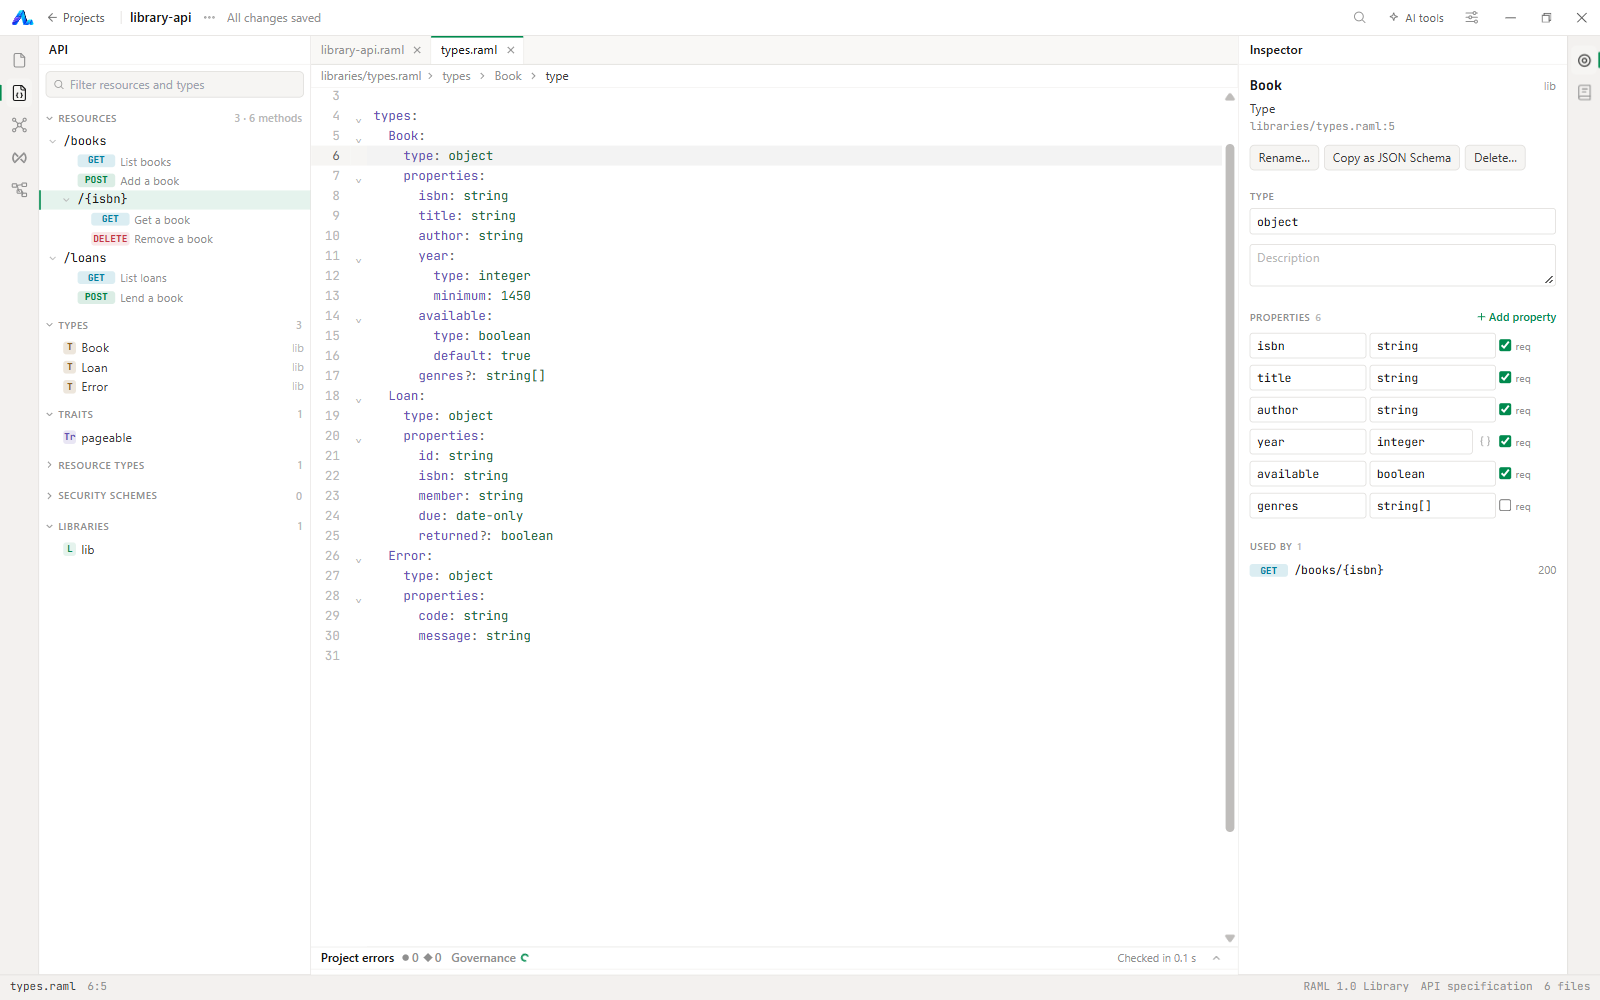 Projects library-api ··· All changes saved AI tools
API
Filter resources and types
RESOURCES 3 · 6 methods
/books
GET List books
POST Add a book
/{isbn}
GET Get a book
DELETE Remove a book
/loans
GET List loans
POST Lend a book
TYPES 3
T Book lib
T Loan lib
T Error lib
TRAITS 1
Tr pageable
RESOURCE TYPES 1
SECURITY SCHEMES 0
LIBRARIES 1
L lib
library-api.raml types.raml
libraries/types.raml > types > Book > type
3
4 types:
5 Book:
6 type: object
7 properties:
8 isbn: string
9 title: string
10 author: string
11 year:
12 type: integer
13 minimum: 1450
14 available:
15 type: boolean
16 default: true
17 genres?: string[]
18 Loan:
19 type: object
20 properties:
21 id: string
22 isbn: string
23 member: string
24 due: date-only
25 returned?: boolean
26 Error:
27 type: object
28 properties:
29 code: string
30 message: string
31
Project errors 0 0 Governance Checked in 0.1 s
Inspector
Book lib
Type
libraries/types.raml:5
Rename... Copy as JSON Schema Delete...
TYPE
object
Description
PROPERTIES 6 + Add property
isbn string req
title string req
author string req
year integer {} req
available boolean req
genres string[] req
USED BY 1
GET /books/{isbn} 200
types.raml 6:5 RAML 1.0 Library API specification 6 files